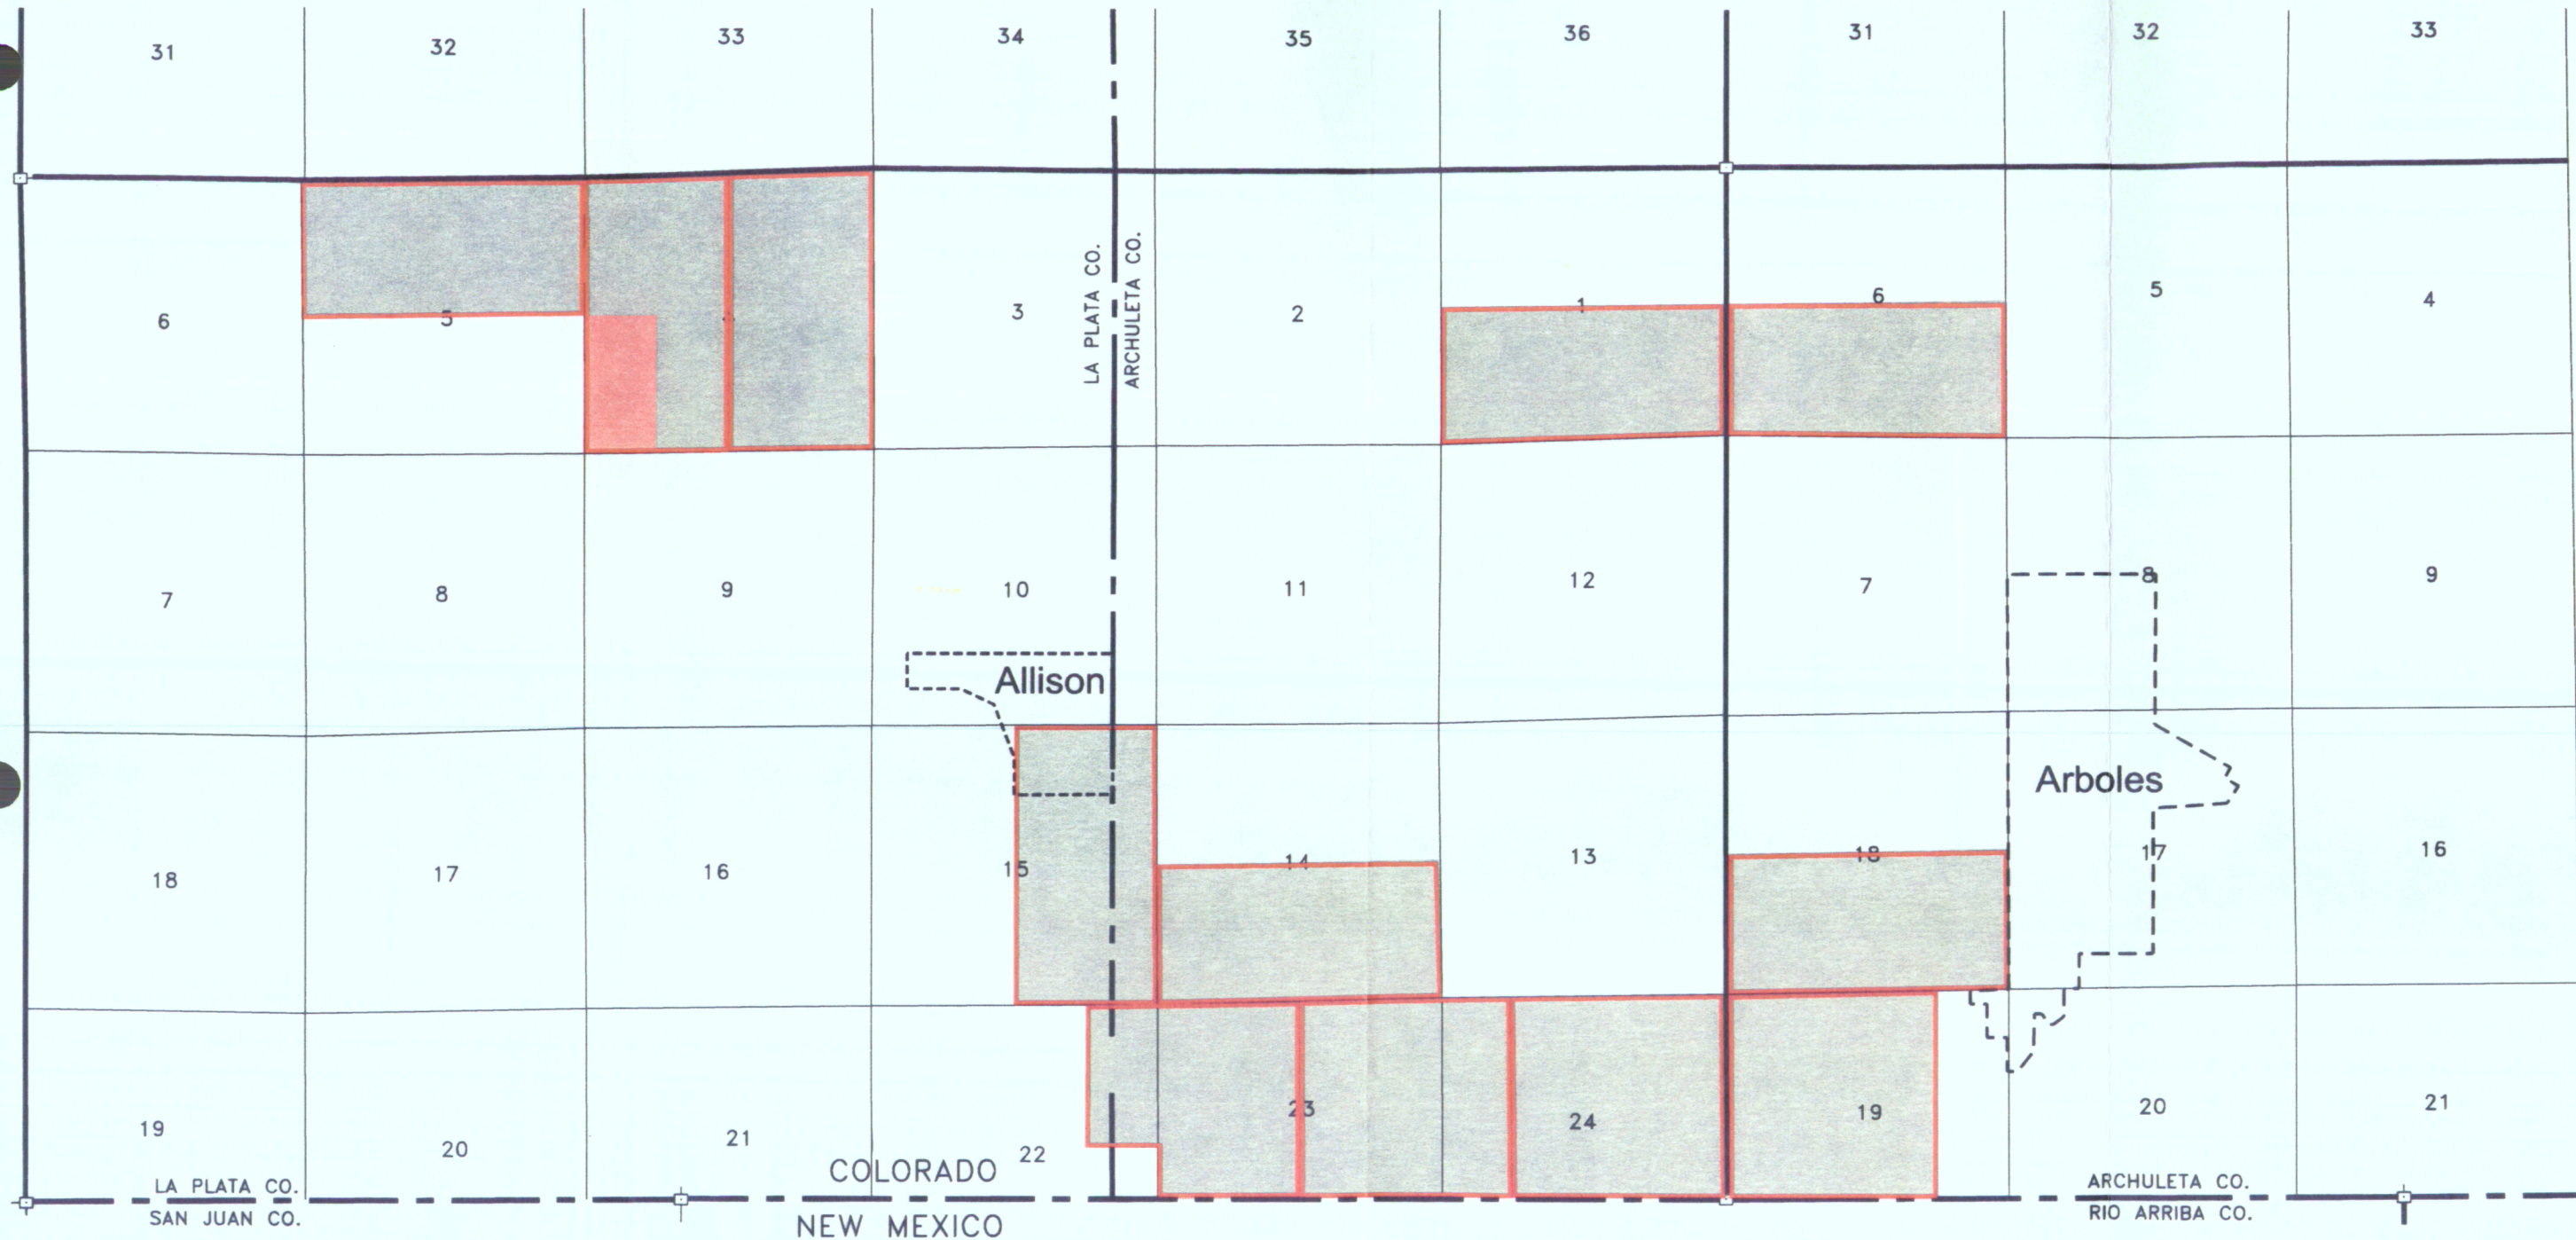 31 32 33 34 35 36 31 32 33
LA PLATA CO.
ARCHULETA CO.
6 5 3 2 1 6 5 4
7 8 9 10 11 12 7 8 9
Allison
Arboles
18 17 16 15 14 13 18 17 16
19 20 21 22 23 24 19 20 21
COLORADO
LA PLATA CO.
ARCHULETA CO.
SAN JUAN CO.
NEW MEXICO
RIO ARRIBA CO.